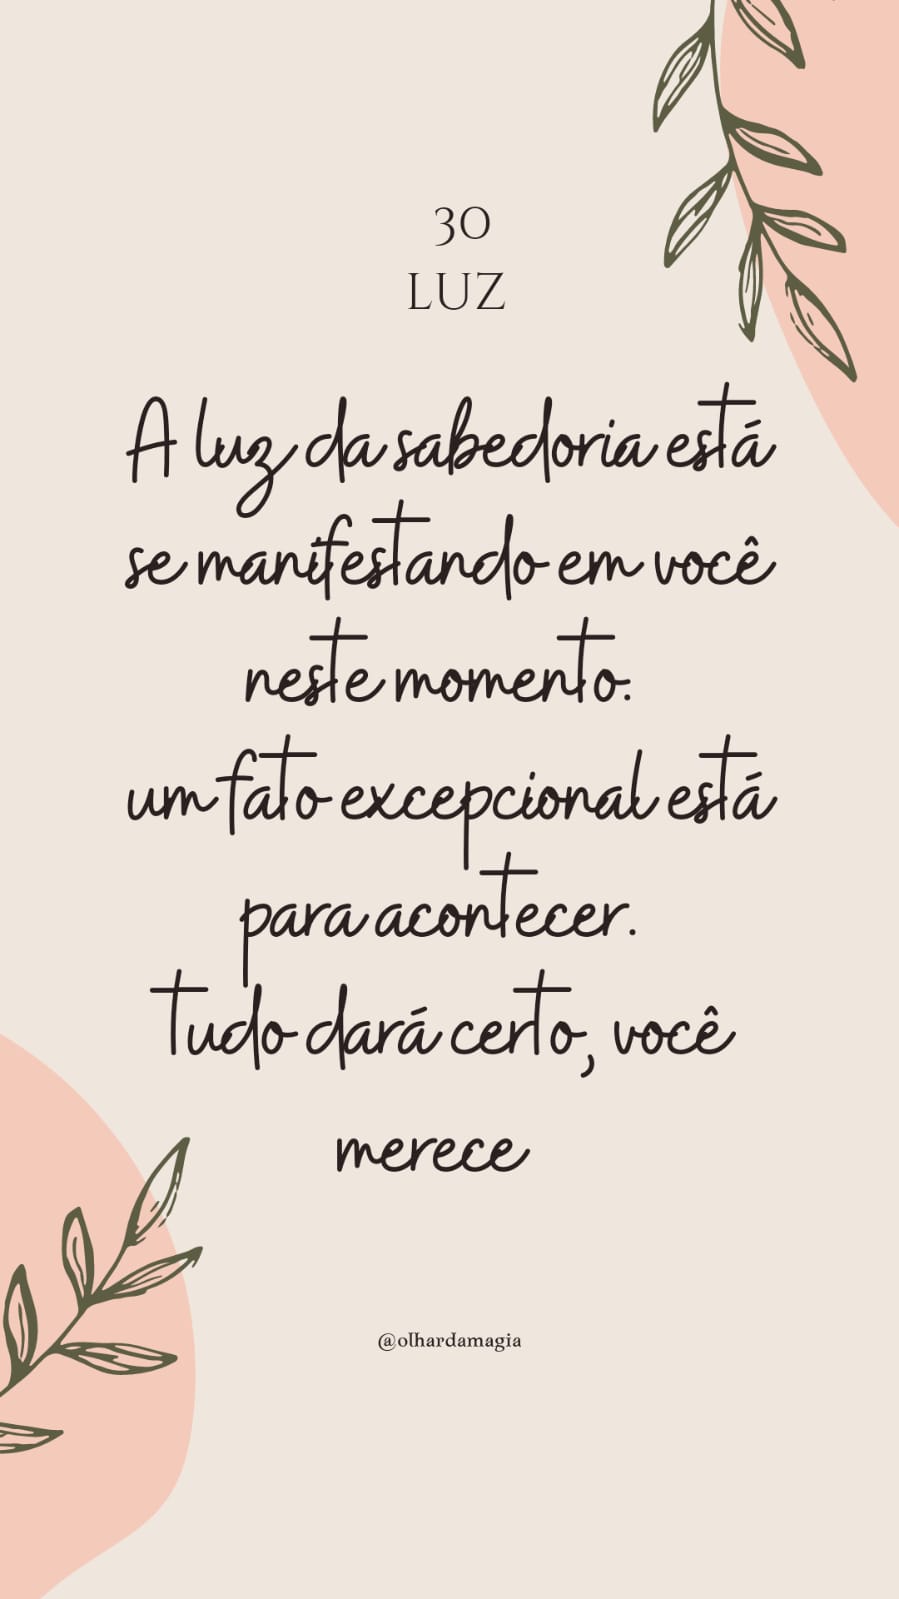 30
LUZ
A luz da sabedoria está
se manifestando em você
neste momento.
um fato excepcional está
para acontecer.
tudo dará certo, você
merece
@olhardamagia